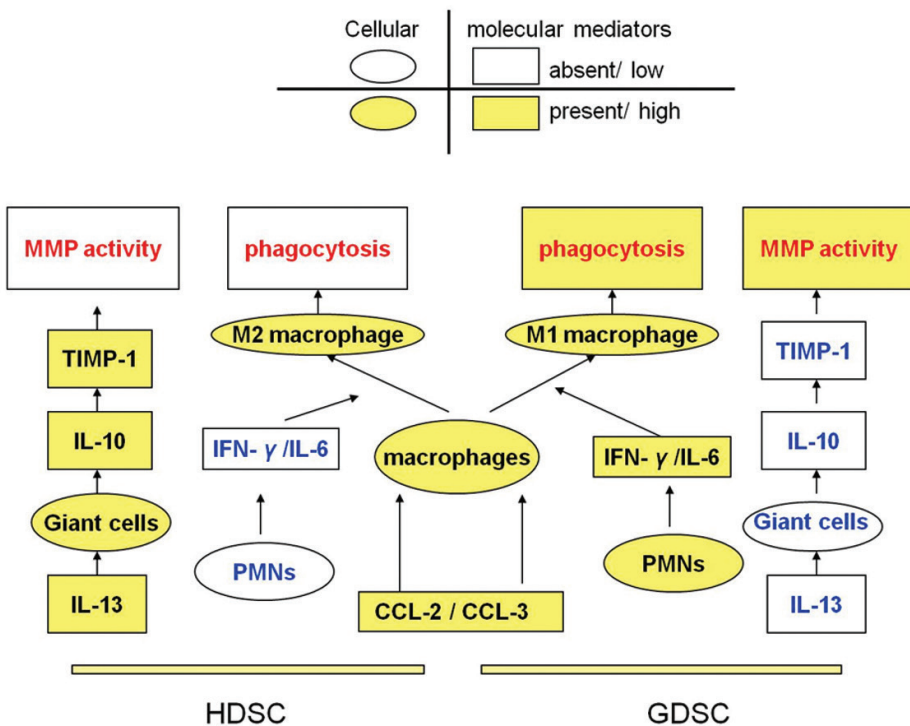 Cellular
molecular mediators
absent/ low
present/ high
MMP activity
phagocytosis
phagocytosis
MMP activity
M2 macrophage
M1 macrophage
TIMP-1
TIMP-1
IL-10
IFN- γ /IL-6
macrophages
IFN- γ /IL-6
IL-10
Giant cells
Giant cells
PMNs
PMNs
IL-13
CCL-2 / CCL-3
IL-13
HDSC
GDSC